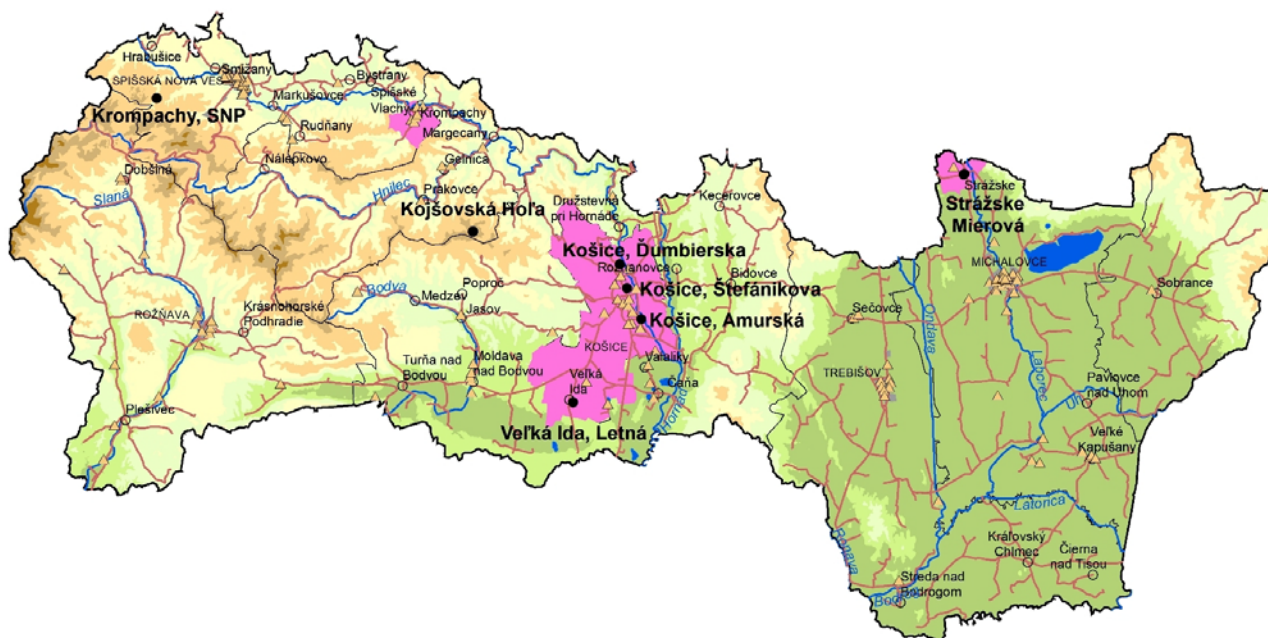 Hrabušice
Smižany
SPIŠSKÁ NOVÁ VES
Bystrany
Spišské
Vlachy
Markušovce
Krompachy
Krompachy, SNP
Rudňany
Margecany
Nálepkovo
Gelnica
Dobšiná
Slaná
Hnilec
Prakovce
Kojšovská Hoľa
Družstevná
pri Hornáde
Kecerovce
Strážske
Strážske
Mierová
Košice, Ďumbierska
Rozhanovce
Bidovce
MICHALOVCE
Košice, Štefánikova
Sobrance
Bodva
Medzev
Poproč
Jasov
Košice, Amurská
Sečovce
Ondava
ROŽŇAVA
Krásnohorské
Podhradie
KOŠICE
Valaliky
Turňa nad
Bodvou
Moldava
nad Bodvou
Veľká
Ida
Čaňa
Hornád
TREBIŠOV
Laborec
Uh
Pavlovce
nad Uhom
Plešivec
Veľká Ida, Letná
Veľké
Kapušany
Latorica
Roňava
Kráľovský
Chlmec
Čierna
nad Tisou
Streda nad
Bodrogom